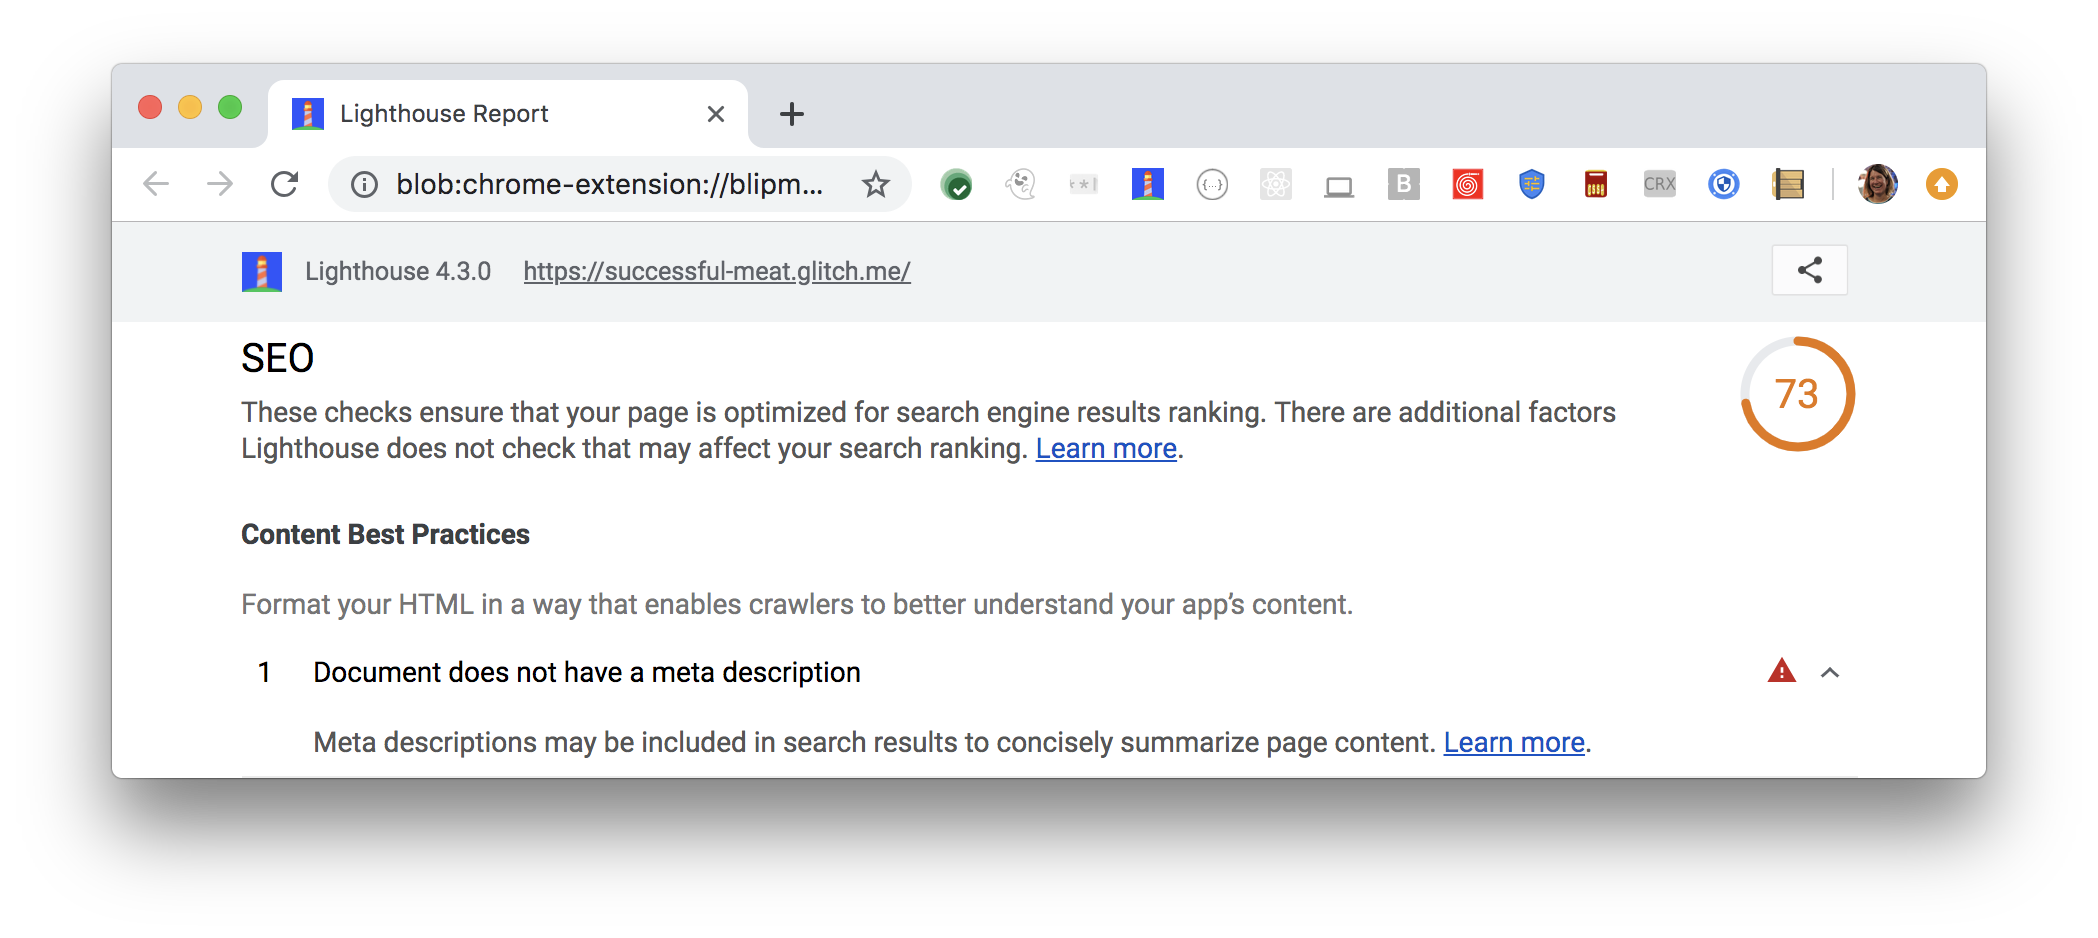 Lighthouse Report
blob:chrome-extension://blipm...
{...}
B
CRX
Lighthouse 4.3.0 https://successful-meat.glitch.me/
SEO
73
These checks ensure that your page is optimized for search engine results ranking. There are additional factors
Lighthouse does not check that may affect your search ranking. Learn more.
Content Best Practices
Format your HTML in a way that enables crawlers to better understand your app’s content.
1 Document does not have a meta description
Meta descriptions may be included in search results to concisely summarize page content. Learn more.